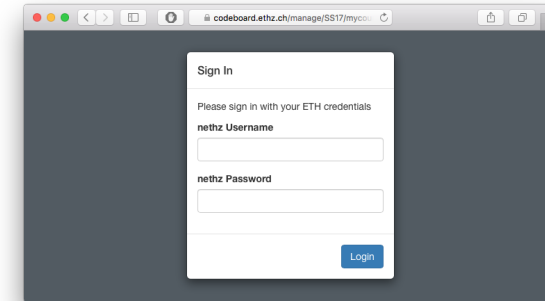 codeboard.ethz.ch/manage/SS17/myco
Sign In
Please sign in with your ETH credentials
nethz Username
nethz Password
Login